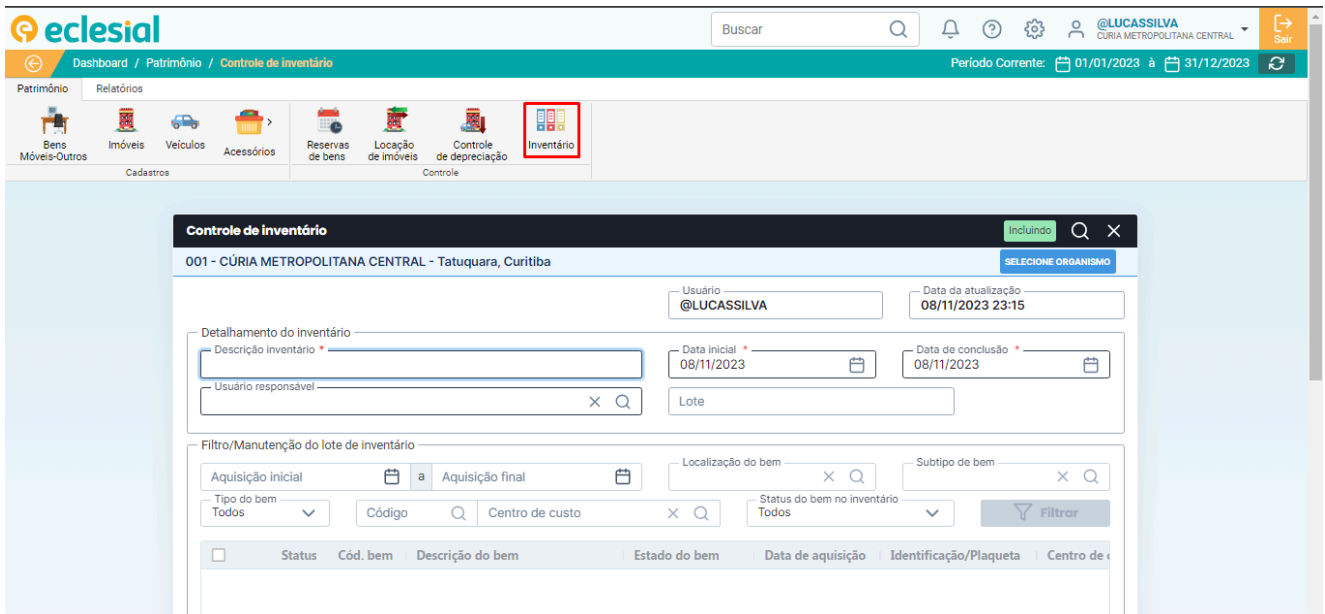 eclesial
Buscar
@LUCASSILVA
CÚRIA METROPOLITANA CENTRAL
Sair
Dashboard / Patrimônio / Controle de inventário
Período Corrente: 01/01/2023 à 31/12/2023
Patrimônio Relatórios
Bens
Móveis-Outros
Imóveis
Veículos
Acessórios
Reservas
de bens
Locação
de imóveis
Controle
de depreciação
Inventário
Cadastros
Controle
Controle de inventário
Incluindo
001 - CÚRIA METROPOLITANA CENTRAL - Tatuquara, Curitiba
SELECIONE ORGANISMO
Usuário
@LUCASSILVA
Data da atualização
08/11/2023 23:15
Detalhamento do inventário
Descrição inventário *
Data inicial *
08/11/2023
Data de conclusão *
08/11/2023
Usuário responsável
Lote
Filtro/Manutenção do lote de inventário
Aquisição inicial a Aquisição final
Localização do bem
Subtipo de bem
Tipo do bem
Todos
Código
Centro de custo
Status do bem no inventário
Todos
Filtrar
Status Cód. bem Descrição do bem Estado do bem Data de aquisição Identificação/Plaqueta Centro de